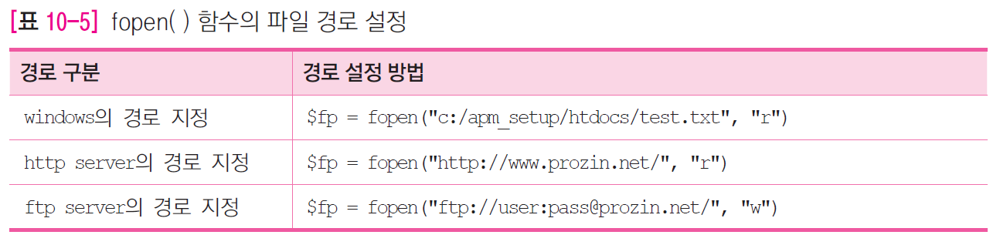 [표 10-5] fopen( ) 함수의 파일 경로 설정
경로 구분 경로 설정 방법
windows의 경로 지정 $fp = fopen("c:/apm_setup/htdocs/test.txt", "r")
http server의 경로 지정 $fp = fopen("http://www.prozin.net/", "r")
ftp server의 경로 지정 $fp = fopen("ftp://user:pass@prozin.net/", "w")